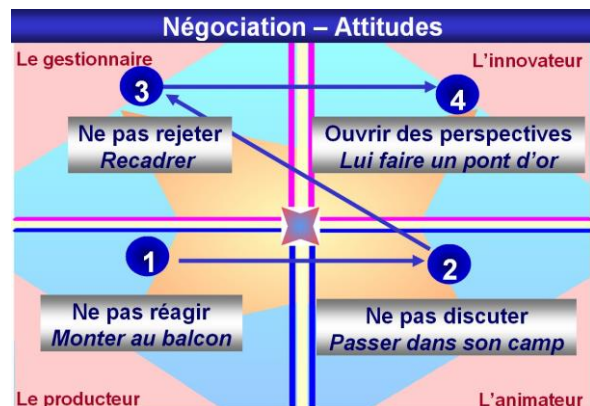 Négociation – Attitudes
Le gestionnaire
L'innovateur
3
4
Ne pas rejeter
Recadrer
Ouvrir des perspectives
Lui faire un pont d'or
1
2
Ne pas réagir
Monter au balcon
Ne pas discuter
Passer dans son camp
Le producteur
L'animateur